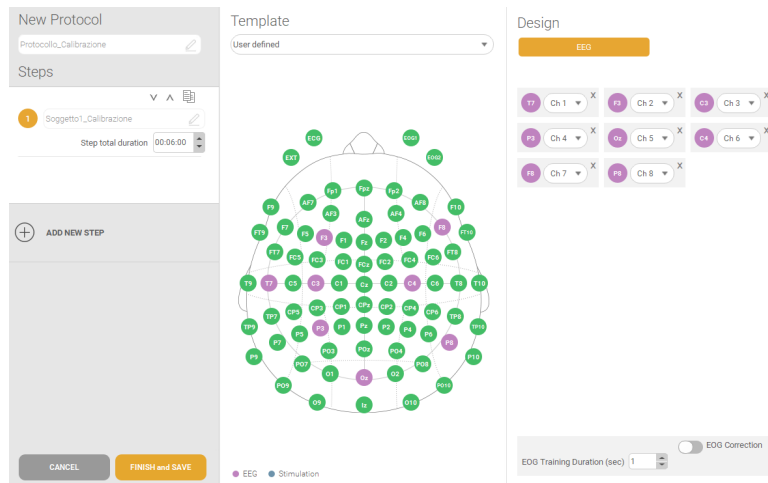 New Protocol
Protocollo_Calibrazione
Steps
1
Soggetto1_Calibrazione
Step total duration 00:06:00
ADD NEW STEP
CANCEL
FINISH and SAVE
Template
User defined
ECG EOG1
EXT EOG2
Fp1 Fpz Fp2
F9 AF7 AF8 F10
AF3 AFz AF4
FT9 F7 F5 F3 F1 Fz F2 F4 F6 F8 FT10
FT7 FC5 FC3 FC1 FCz FC2 FC4 FC6 FT8
T9 T7 C5 C3 C1 Cz C2 C4 C6 T8 T10
TP7 CP5 CP3 CP1 CPz CP2 CP4 CP6 TP8
TP9 P7 P5 P3 P1 Pz P2 P4 P6 P8 TP10
P9 PO3 POz PO4 P10
PO7 PO8
PO9 O1 Oz O2 PO10
O9 Iz O10
EEG Stimulation
Design
EEG
T7 Ch 1 x F3 Ch 2 x C3 Ch 3 x
P3 Ch 4 x Oz Ch 5 x C4 Ch 6 x
F8 Ch 7 x P8 Ch 8 x
EOG Correction
EOG Training Duration (sec) 1